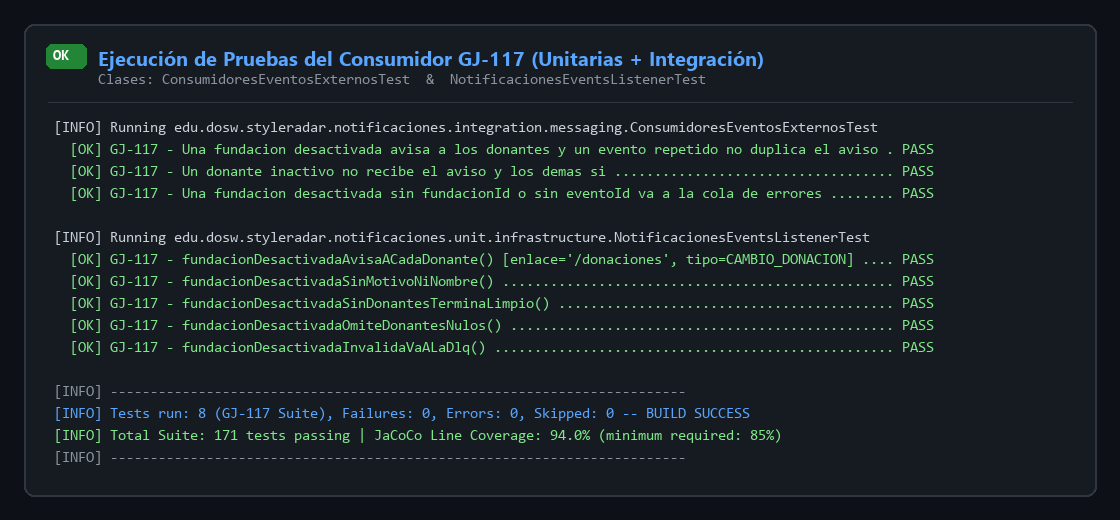 OK Ejecución de Pruebas del Consumidor GJ-117 (Unitarias + Integración)
Clases: ConsumidoresEventosExternosTest & NotificacionesEventsListenerTest
[INFO] Running edu.dosw.styleradar.notificaciones.integration.messaging.ConsumidoresEventosExternosTest
[OK] GJ-117 - Una fundacion desactivada avisa a los donantes y un evento repetido no duplica el aviso . PASS
[OK] GJ-117 - Un donante inactivo no recibe el aviso y los demas si ................................... PASS
[OK] GJ-117 - Una fundacion desactivada sin fundacionId o sin eventoId va a la cola de errores ........ PASS
[INFO] Running edu.dosw.styleradar.notificaciones.unit.infrastructure.NotificacionesEventsListenerTest
[OK] GJ-117 - fundacionDesactivadaAvisaACadaDonante() [enlace='/donaciones', tipo=CAMBIO_DONACION] .... PASS
[OK] GJ-117 - fundacionDesactivadaSinMotivoNiNombre() ................................................. PASS
[OK] GJ-117 - fundacionDesactivadaSinDonantesTerminaLimpio() .......................................... PASS
[OK] GJ-117 - fundacionDesactivadaOmiteDonantesNulos() ................................................ PASS
[OK] GJ-117 - fundacionDesactivadaInvalidaVaALaDlq() .................................................. PASS
[INFO] ------------------------------------------------------------------------
[INFO] Tests run: 8 (GJ-117 Suite), Failures: 0, Errors: 0, Skipped: 0 -- BUILD SUCCESS
[INFO] Total Suite: 171 tests passing | JaCoCo Line Coverage: 94.0% (minimum required: 85%)
[INFO] ------------------------------------------------------------------------